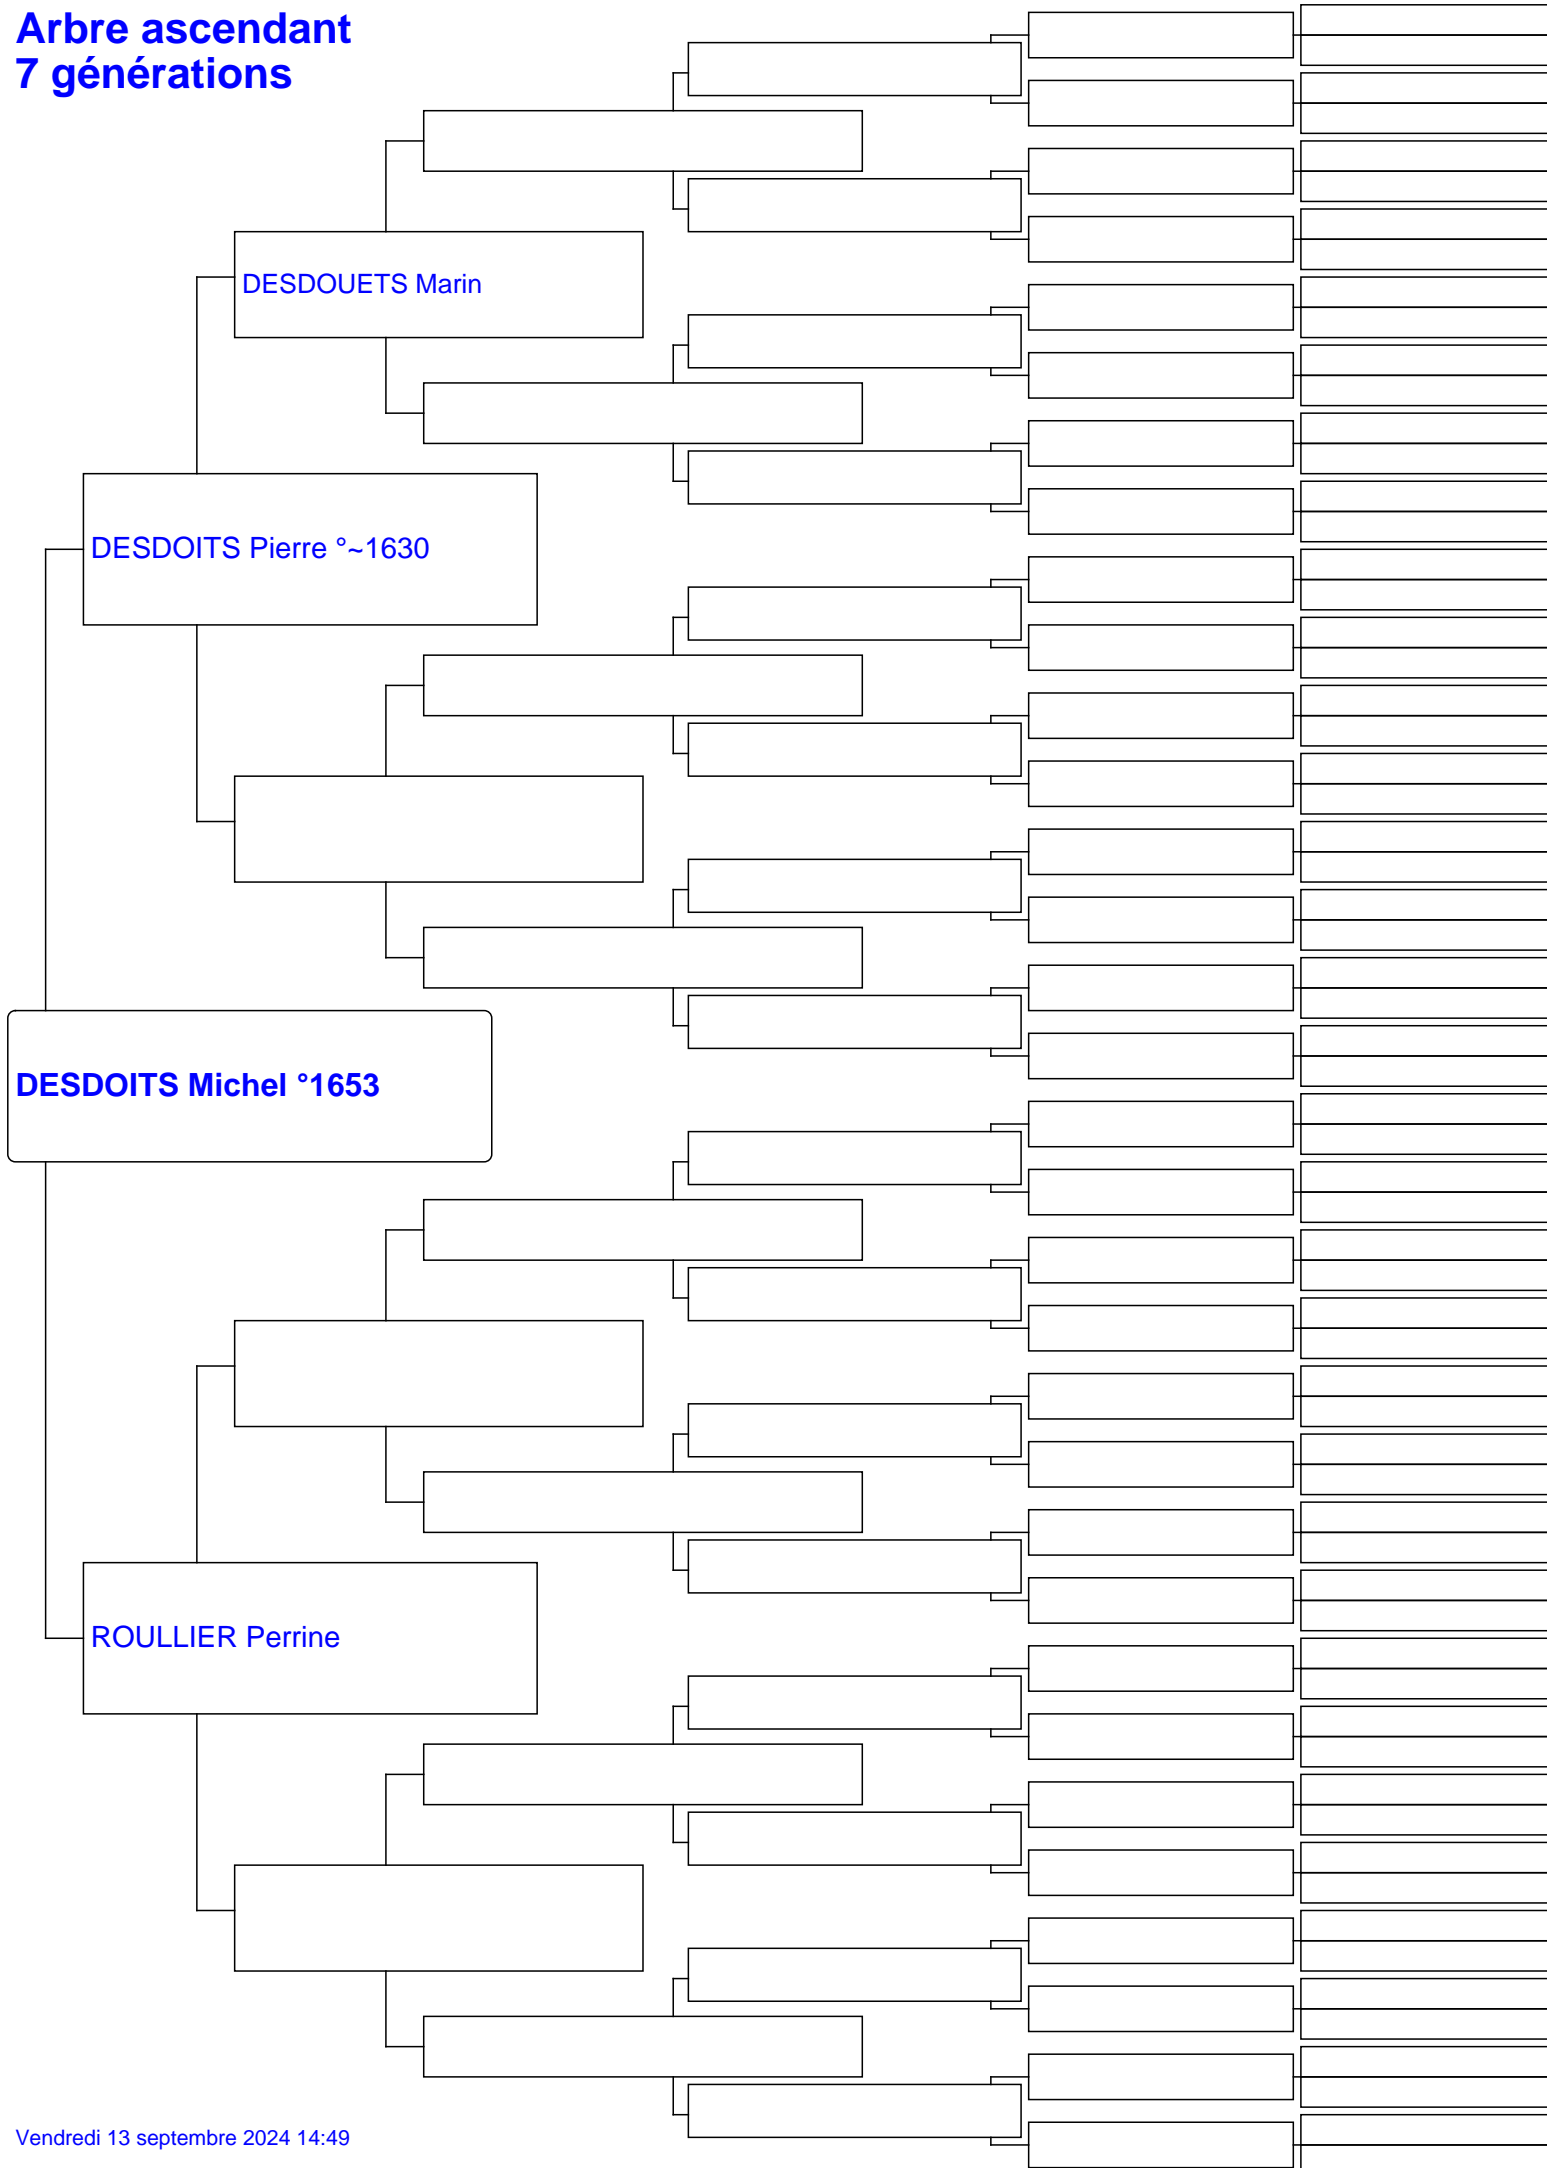 Arbre ascendant
7 générations
DESDOUETS Marin
DESDOITS Pierre °~1630
DESDOITS Michel °1653
ROULLIER Perrine
Vendredi 13 septembre 2024 14:49